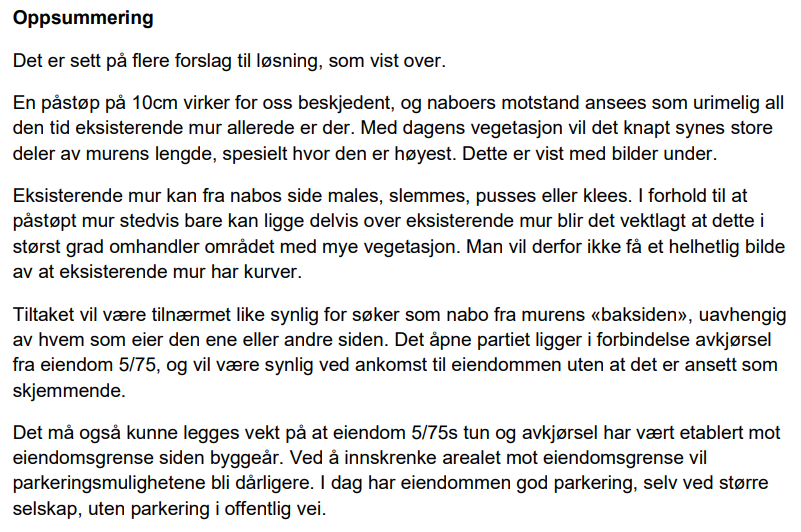 Oppsummering
Det er sett på flere forslag til løsning, som vist over.
En påstøp på 10cm virker for oss beskjedent, og naboers motstand ansees som urimelig all
den tid eksisterende mur allerede er der. Med dagens vegetasjon vil det knapt synes store
deler av murens lengde, spesielt hvor den er høyest. Dette er vist med bilder under.
Eksisterende mur kan fra nabos side males, slemmes, pusses eller klees. I forhold til at
påstøpt mur stedvis bare kan ligge delvis over eksisterende mur blir det vektlagt at dette i
størst grad omhandler området med mye vegetasjon. Man vil derfor ikke få et helhetlig bilde
av at eksisterende mur har kurver.
Tiltaket vil være tilnærmet like synlig for søker som nabo fra murens «baksiden», uavhengig
av hvem som eier den ene eller andre siden. Det åpne partiet ligger i forbindelse avkjørsel
fra eiendom 5/75, og vil være synlig ved ankomst til eiendommen uten at det er ansett som
skjemmende.
Det må også kunne legges vekt på at eiendom 5/75s tun og avkjørsel har vært etablert mot
eiendomsgrense siden byggeår. Ved å innskrenke arealet mot eiendomsgrense vil
parkeringsmulighetene bli dårligere. I dag har eiendommen god parkering, selv ved større
selskap, uten parkering i offentlig vei.